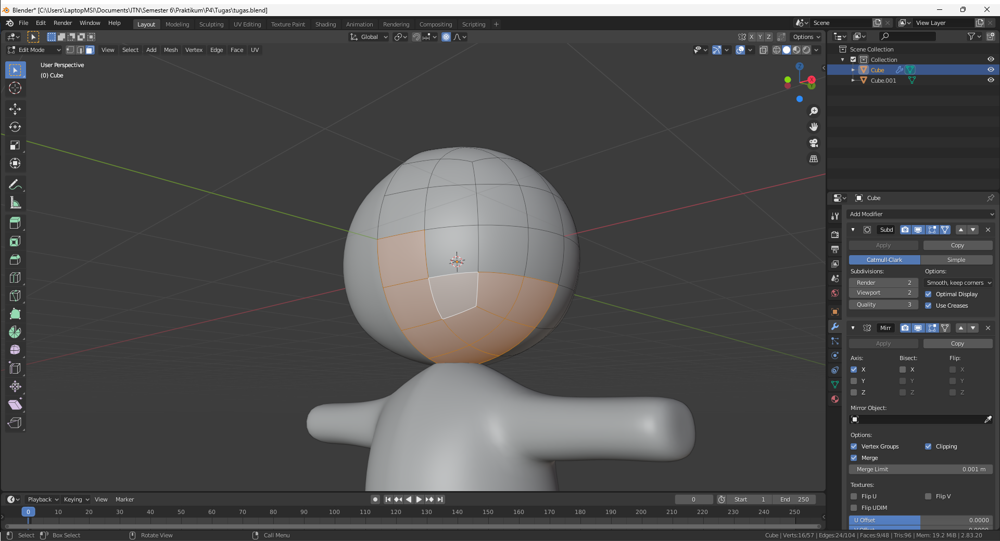 Blender* [C:\Users\LaptopMSI\Documents\ITN\Semester 6\Praktikum\P4\Tugas\tugas.blend]
File Edit Render Window Help Layout Modeling Sculpting UV Editing Texture Paint Shading Animation Rendering Compositing Scripting + Scene View Layer
Global X Y Z Options
Edit Mode View Select Add Mesh Vertex Edge Face UV
User Perspective
(0) Cube
Z
X
Y
Scene Collection
Collection
Cube
Cube.001
Cube
Add Modifier
Subd
Apply Copy
Catmull-Clark Simple
Subdivisions: Options:
Render 2 Smooth, keep corners
Viewport 2 Optimal Display
Quality 3 Use Creases
Mirr
Apply Copy
Axis: Bisect: Flip:
X X X
Y Y Y
Z Z Z
Mirror Object:
Options:
Vertex Groups Clipping
Merge
Merge Limit 0.001 m
Textures:
Flip U Flip V
Flip UDIM
U Offset 0.0000
V Offset 0.0000
Playback Keying View Marker 0 Start 1 End 250
0 10 20 30 40 50 60 70 80 90 100 110 120 130 140 150 160 170 180 190 200 210 220 230 240 250
Select Box Select Rotate View Call Menu Cube | Verts:16/57 | Edges:24/104 | Faces:9/48 | Tris:96 | Mem: 19.2 MiB | 2.83.20